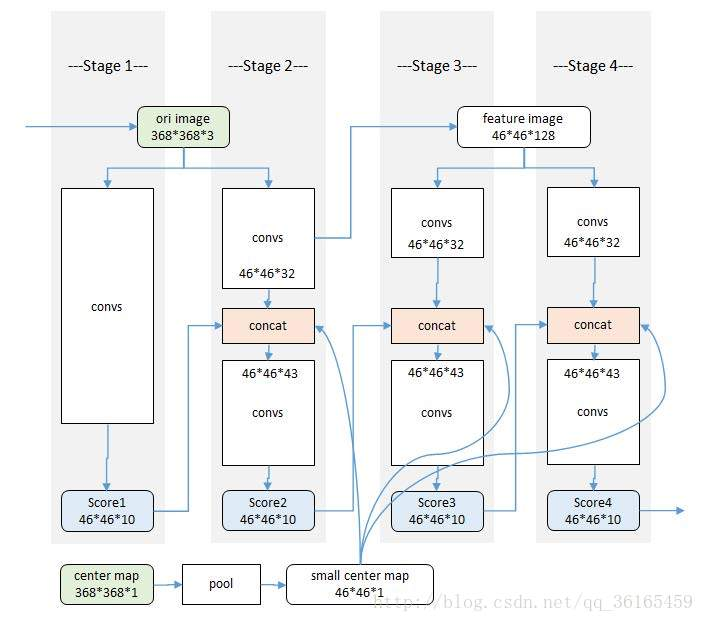 ---Stage 1---
---Stage 2---
---Stage 3---
---Stage 4---
ori image
368*368*3
feature image
46*46*128
convs
convs
46*46*32
convs
46*46*32
convs
46*46*32
concat
concat
concat
46*46*43
convs
46*46*43
convs
46*46*43
convs
Score1
46*46*10
Score2
46*46*10
Score3
46*46*10
Score4
46*46*10
center map
368*368*1
pool
small center map
46*46*1
http://blog.csdn.net/qq_36165459